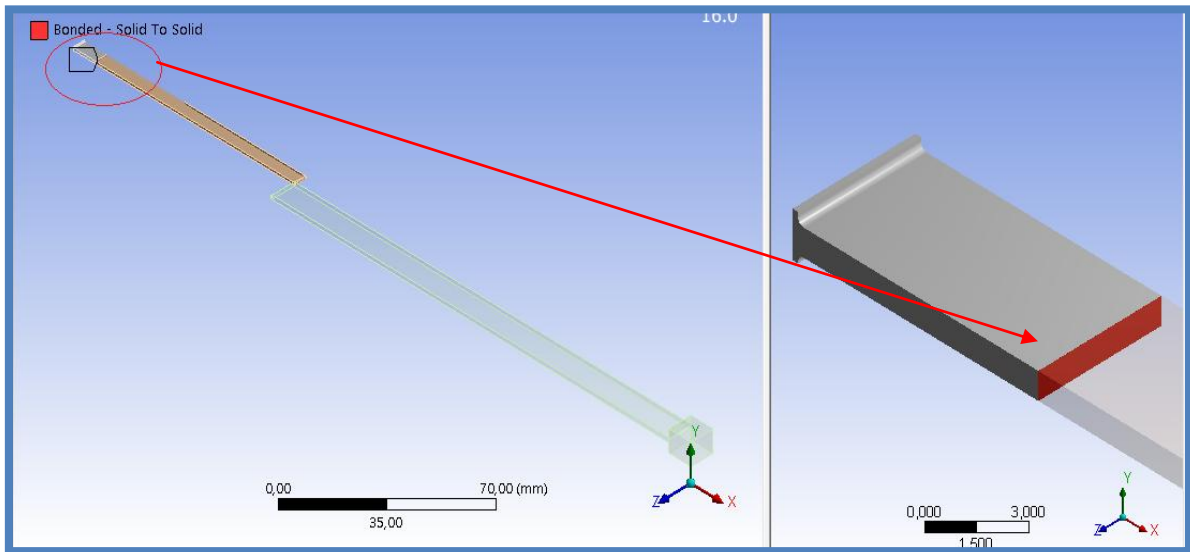 16.0
Bonded - Solid To Solid
0,00
70,00 (mm)
35,00
Y
Z
X
0,000
3,000
1,500
Y
Z
X